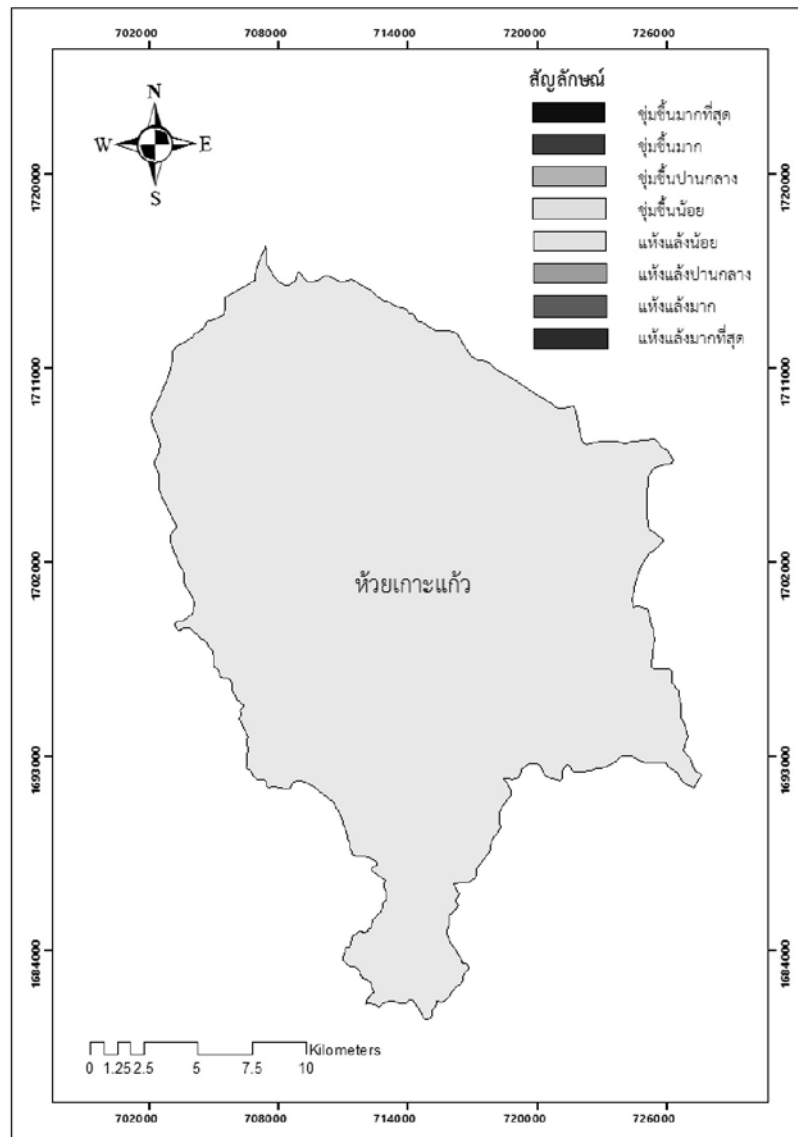 702000 708000 714000 720000 726000
สัญลักษณ์
N
W E
S
ชุ่มชื้นมากที่สุด
ชุ่มชื้นมาก
ชุ่มชื้นปานกลาง
ชุ่มชื้นน้อย
แห้งแล้งน้อย
แห้งแล้งปานกลาง
แห้งแล้งมาก
แห้งแล้งมากที่สุด
1720000 1720000
1711000 1711000
1702000 1702000
ห้วยเกาะแก้ว
1693000 1693000
1684000 1684000
Kilometers
0 1.25 2.5 5 7.5 10
702000 708000 714000 720000 726000